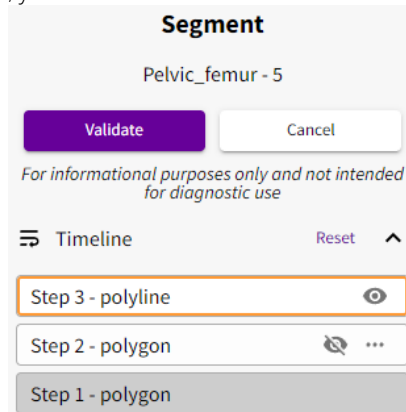 Segment
Pelvic_femur - 5
Validate Cancel
For informational purposes only and not intended
for diagnostic use
Timeline Reset
Step 3 - polyline
Step 2 - polygon
Step 1 - polygon